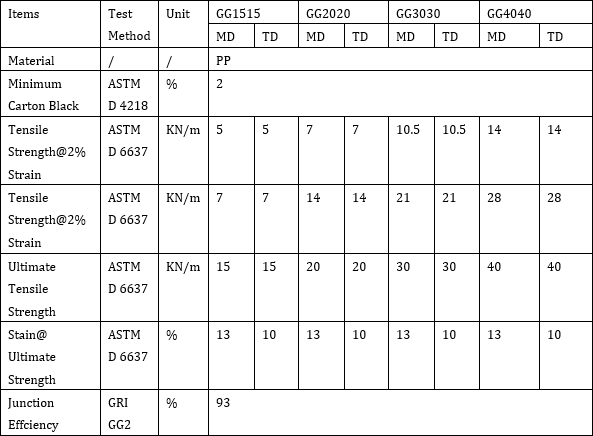 Items Test Method Unit GG1515 GG2020 GG3030 GG4040
MD TD MD TD MD TD MD TD
Material / / PP
Minimum Carton Black ASTM D 4218 % 2
Tensile Strength@2% Strain ASTM D 6637 KN/m 5 5 7 7 10.5 10.5 14 14
Tensile Strength@2% Strain ASTM D 6637 KN/m 7 7 14 14 21 21 28 28
Ultimate Tensile Strength ASTM D 6637 KN/m 15 15 20 20 30 30 40 40
Stain@ Ultimate Strength ASTM D 6637 % 13 10 13 10 13 10 13 10
Junction Effciency GRI GG2 % 93